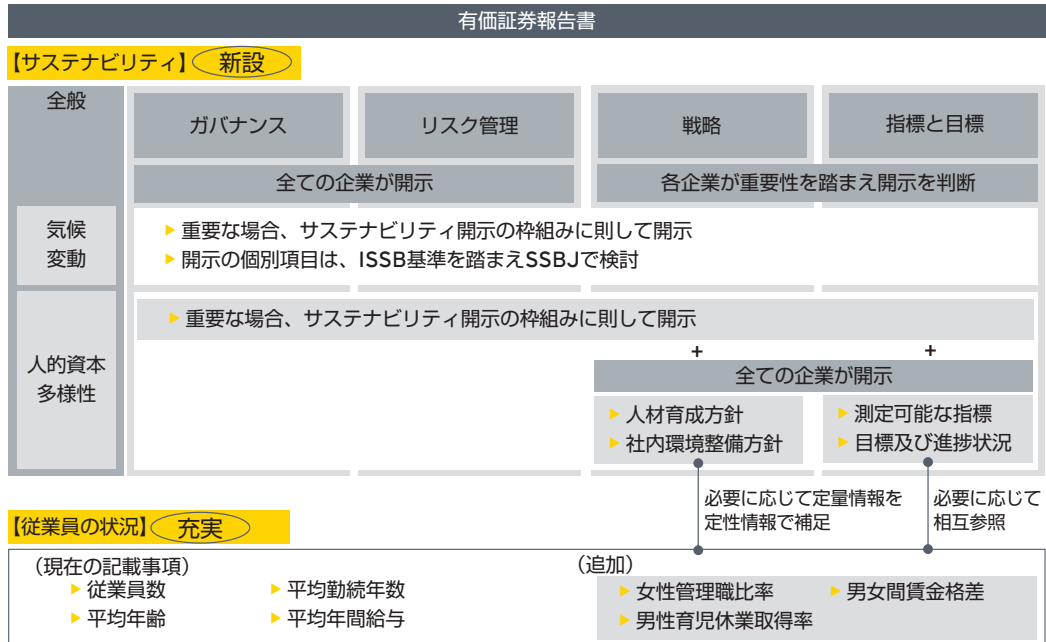 有価証券報告書
【サステナビリティ】新設
全般
ガバナンス
リスク管理
戦略
指標と目標
全ての企業が開示
各企業が重要性を踏まえ開示を判断
気候
変動
▶ 重要な場合、サステナビリティ開示の枠組みに則して開示
▶ 開示の個別項目は、ISSB基準を踏まえSSBJで検討
人的資本
多様性
▶ 重要な場合、サステナビリティ開示の枠組みに則して開示
+
+
全ての企業が開示
▶ 人材育成方針
▶ 社内環境整備方針
▶ 測定可能な指標
▶ 目標及び進捗状況
必要に応じて定量情報を
定性情報で補足
必要に応じて
相互参照
【従業員の状況】充実
（現在の記載事項）
▶ 従業員数
▶ 平均勤続年数
▶ 平均年齢
▶ 平均年間給与
（追加）
▶ 女性管理職比率
▶ 男女間賃金格差
▶ 男性育児休業取得率